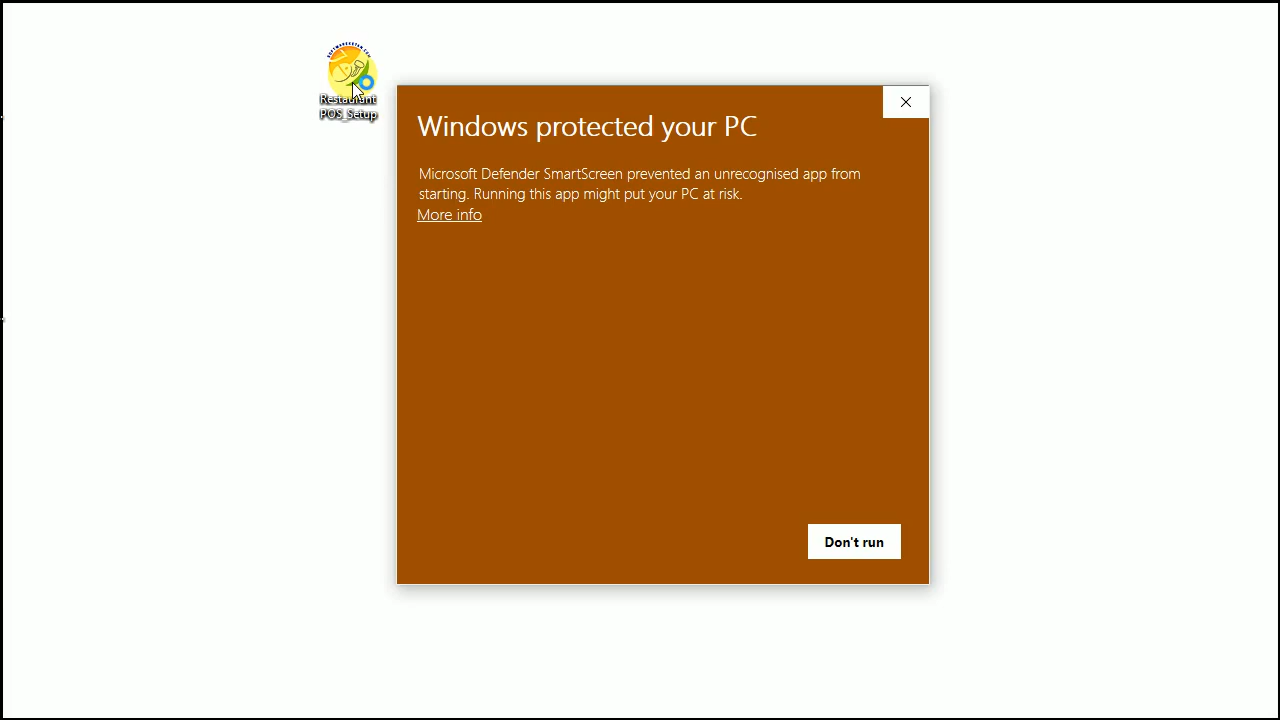 Restaurant
POS_Setup
Windows protected your PC
Microsoft Defender SmartScreen prevented an unrecognised app from
starting. Running this app might put your PC at risk.
More info
Don't run